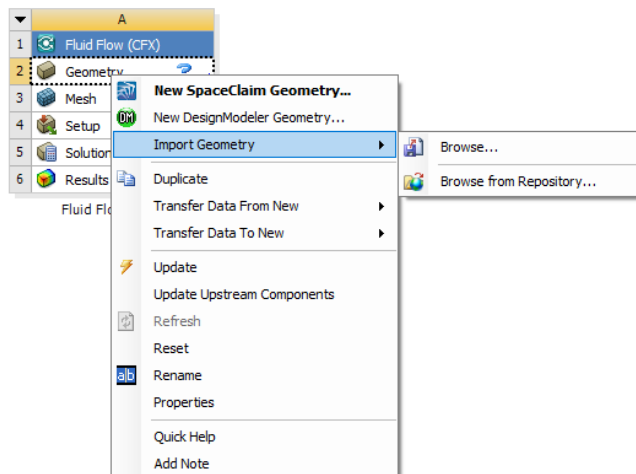 A
1 Fluid Flow (CFX)
2 Geometry ?
3 Mesh
4 Setup
5 Solution
6 Results
Fluid Flo
New SpaceClaim Geometry...
DM New DesignModeler Geometry...
Import Geometry
Duplicate
Transfer Data From New
Transfer Data To New
Update
Update Upstream Components
Refresh
Reset
a|b Rename
Properties
Quick Help
Add Note
Browse...
Browse from Repository...